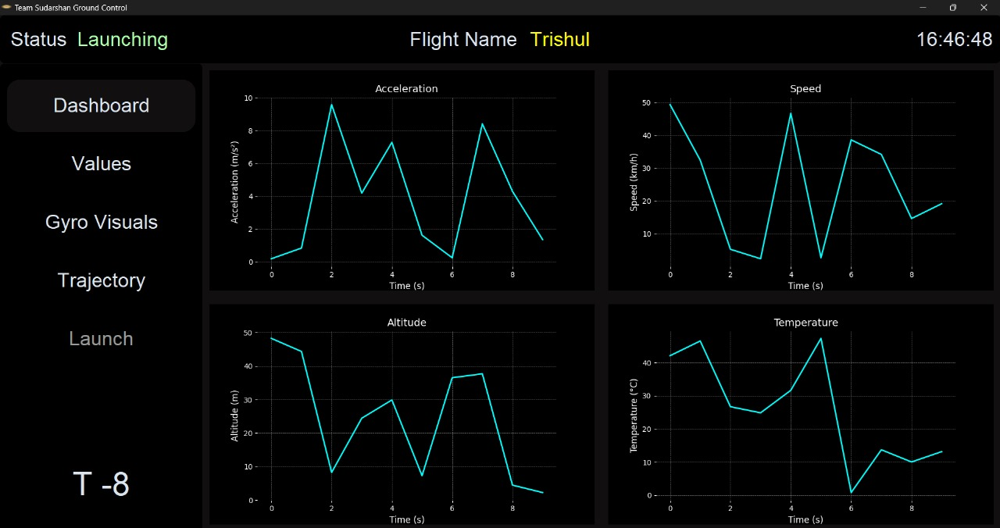 Team Sudarshan Ground Control
Status Launching
Flight Name Trishul
16:46:48
Dashboard
Values
Gyro Visuals
Trajectory
Launch
T -8
Acceleration
Acceleration (m/s²)
10
8
6
4
2
0
0 2 4 6 8
Time (s)
Speed
Speed (km/h)
50
40
30
20
10
0 2 4 6 8
Time (s)
Altitude
Altitude (m)
50
40
30
20
10
0
0 2 4 6 8
Time (s)
Temperature
Temperature (°C)
40
30
20
10
0
0 2 4 6 8
Time (s)